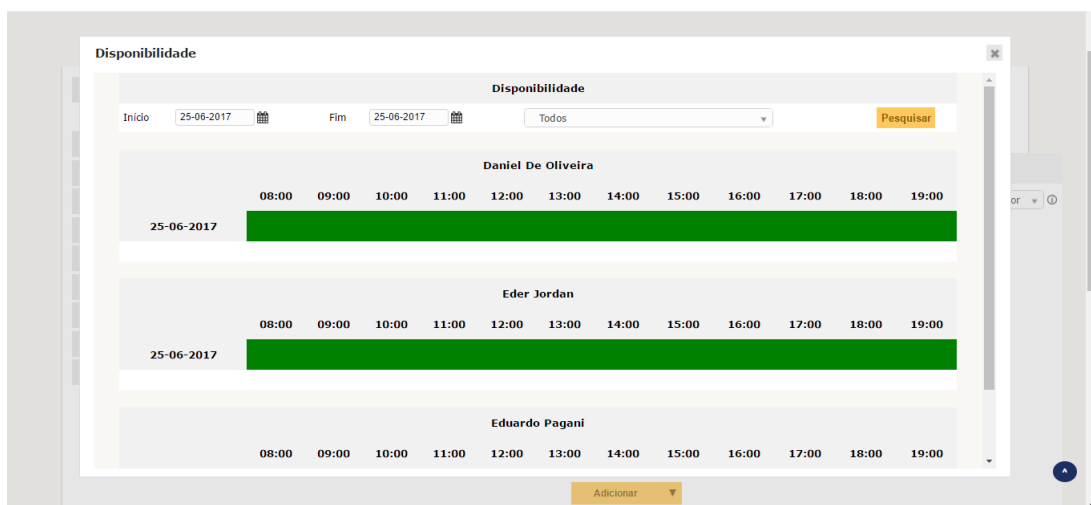 Disponibilidade
Disponibilidade
Início 25-06-2017 Fim 25-06-2017 Todos Pesquisar
Daniel De Oliveira
08:00 09:00 10:00 11:00 12:00 13:00 14:00 15:00 16:00 17:00 18:00 19:00
25-06-2017
or
Eder Jordan
08:00 09:00 10:00 11:00 12:00 13:00 14:00 15:00 16:00 17:00 18:00 19:00
25-06-2017
Eduardo Pagani
08:00 09:00 10:00 11:00 12:00 13:00 14:00 15:00 16:00 17:00 18:00 19:00
Adicionar